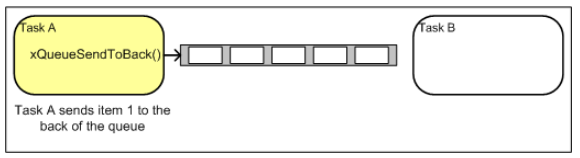 Task A
Task B
xQueueSendToBack()
Task A sends item 1 to the
back of the queue